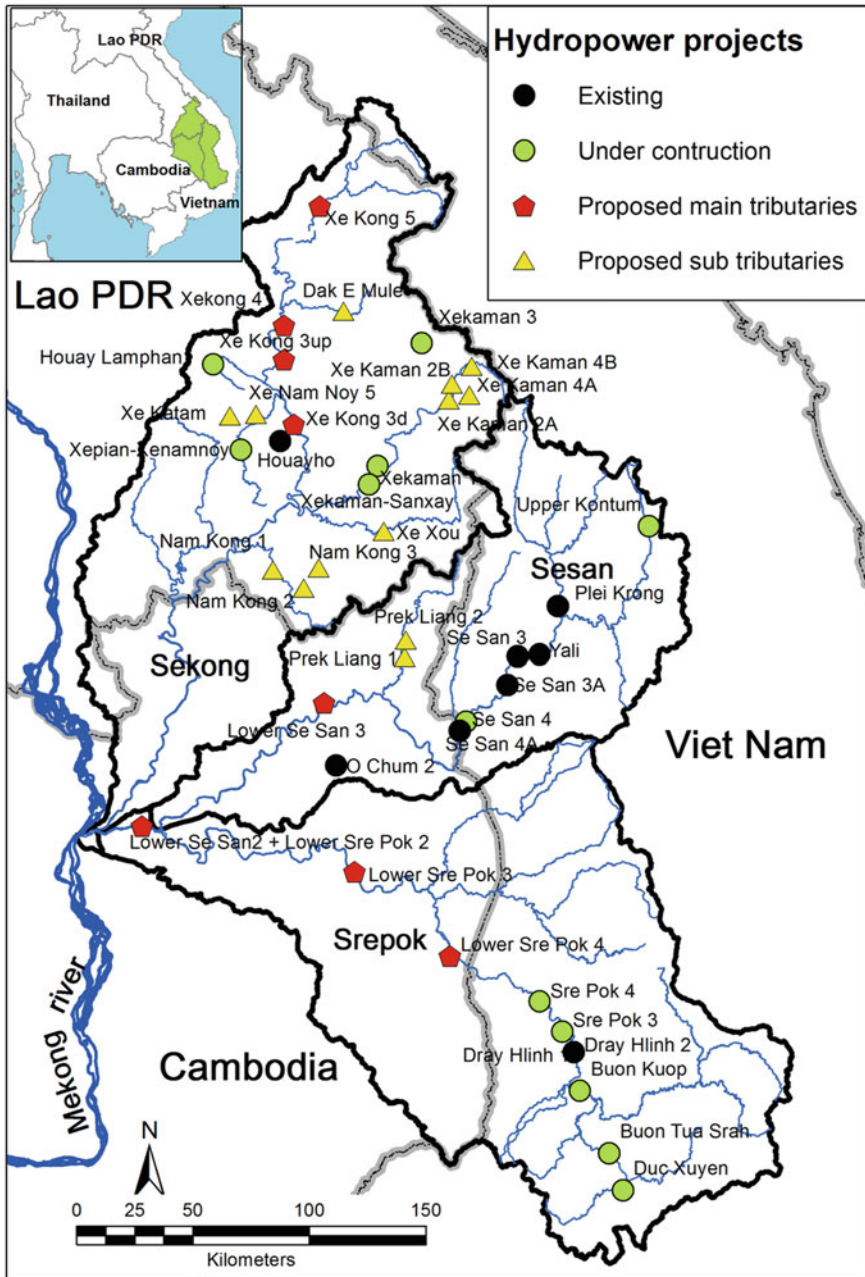 Lao PDR
Thailand
Cambodia
Vietnam
Hydropower projects
Existing
Under contruction
Proposed main tributaries
Proposed sub tributaries
Xe Kong 5
Lao PDR
Dak E Mule
Xekong 4
Xekaman 3
Xe Kong 3up
Houay Lamphan
Xe Kaman 4B
Xe Kaman 2B
Xe Kaman 4A
Xe Nam Noy 5
Xe Katam
Xe Kong 3d
Xe Kaman 2A
Xepian-Xenamnoy
Houayho
Xekaman 1
Xekaman-Sanxay
Upper Kontum
Xe Xou
Nam Kong 1
Nam Kong 3
Sesan
Plei Krong
Nam Kong 2
Prek Liang 2
Se San 3
Yali
Sekong
Prek Liang 1
Se San 3A
Lower Se San 3
Se San 4
Se San 4A
Viet Nam
O Chum 2
Lower Se San2 + Lower Sre Pok 2
Lower Sre Pok 3
Srepok
Lower Sre Pok 4
Sre Pok 4
Sre Pok 3
Mekong river
Dray Hlinh 1
Dray Hlinh 2
Cambodia
Buon Kuop
Buon Tua Srah
Duc Xuyen
N
0 25 50 100 150
Kilometers